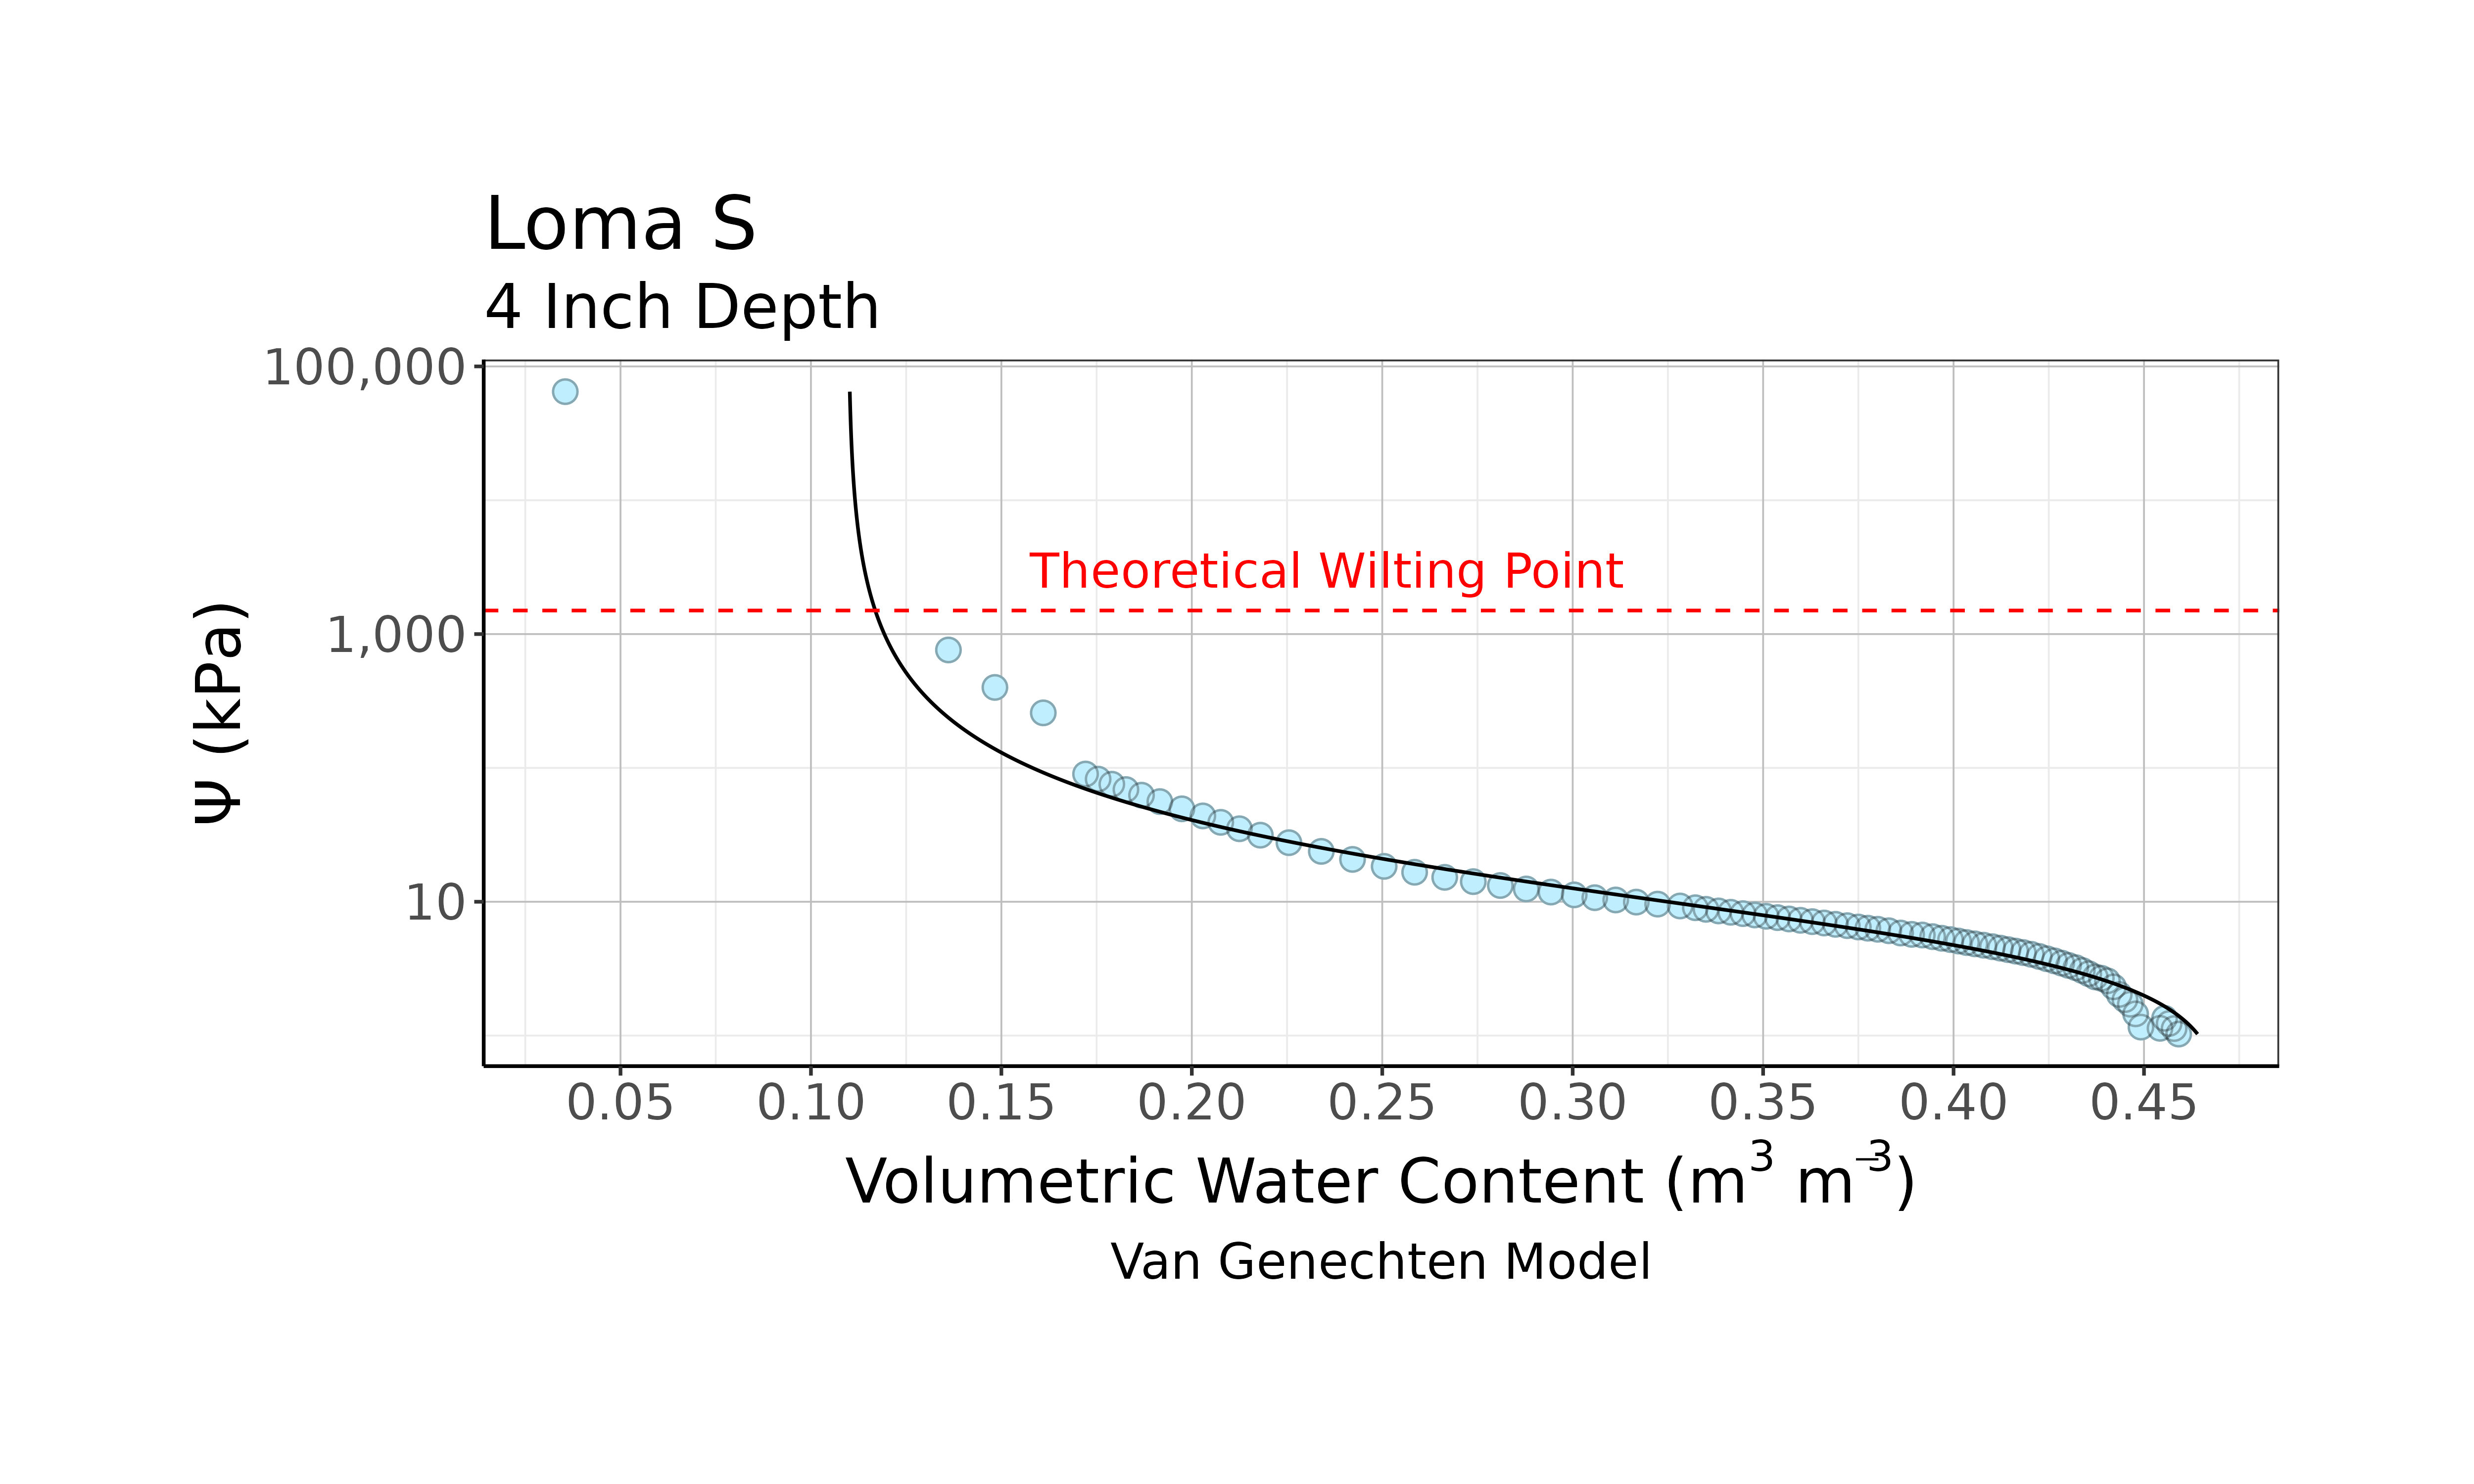 Loma S
4 Inch Depth
100,000
1,000
10
Ψ (kPa)
Theoretical Wilting Point
0.05 0.10 0.15 0.20 0.25 0.30 0.35 0.40 0.45
Volumetric Water Content (m³ m⁻³)
Van Genechten Model